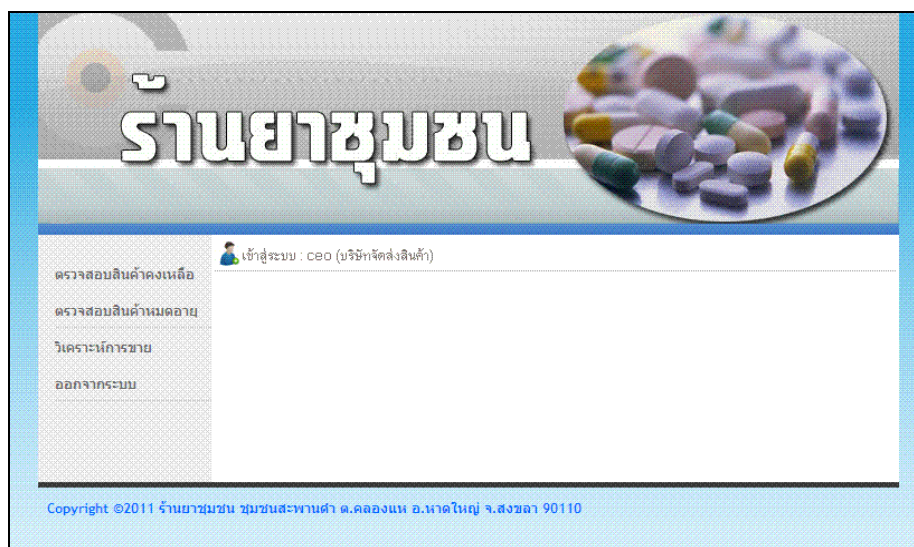 ร้านยาชุมชน
เข้าสู่ระบบ : ceo (บริษัทจัดส่งสินค้า)
ตรวจสอบสินค้าคงเหลือ
ตรวจสอบสินค้าหมดอายุ
วิเคราะห์การขาย
ออกจากระบบ
Copyright ©2011 ร้านยาชุมชน ชุมชนสะพานดำ ต.คลองแห อ.หาดใหญ่ จ.สงขลา 90110